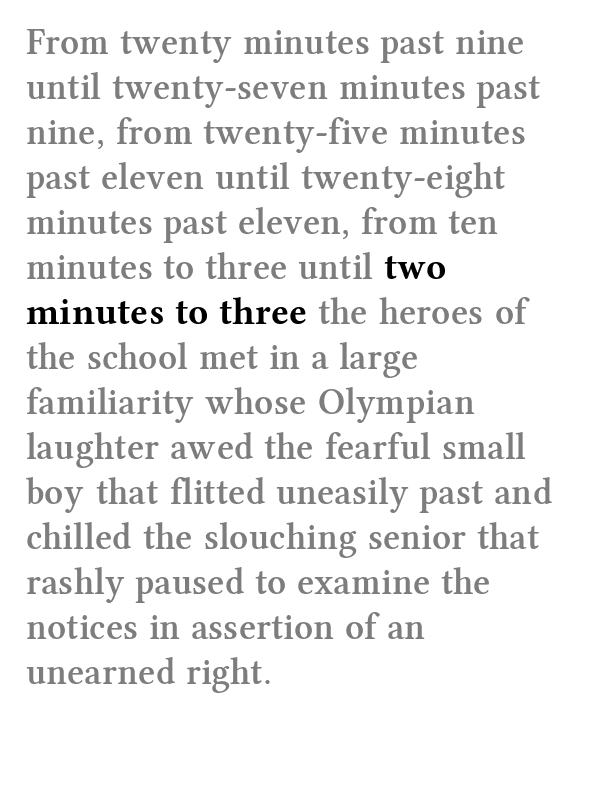 From twenty minutes past nine
until twenty-seven minutes past
nine, from twenty-five minutes
past eleven until twenty-eight
minutes past eleven, from ten
minutes to three until two
minutes to three the heroes of
the school met in a large
familiarity whose Olympian
laughter awed the fearful small
boy that flitted uneasily past and
chilled the slouching senior that
rashly paused to examine the
notices in assertion of an
unearned right.